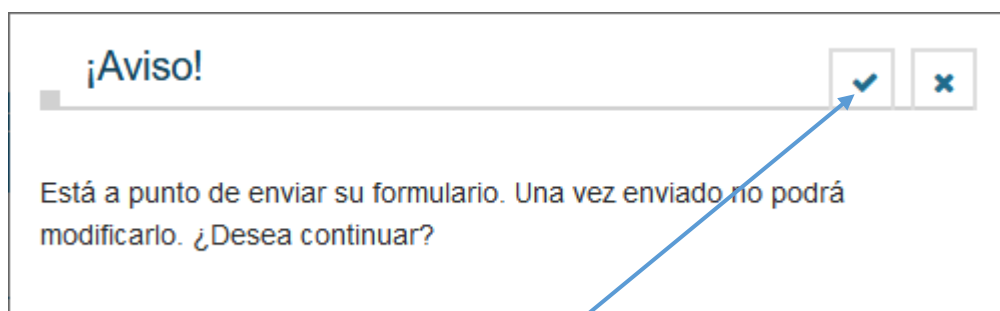 ¡Aviso!
Está a punto de enviar su formulario. Una vez enviado no podrá
modificarlo. ¿Desea continuar?